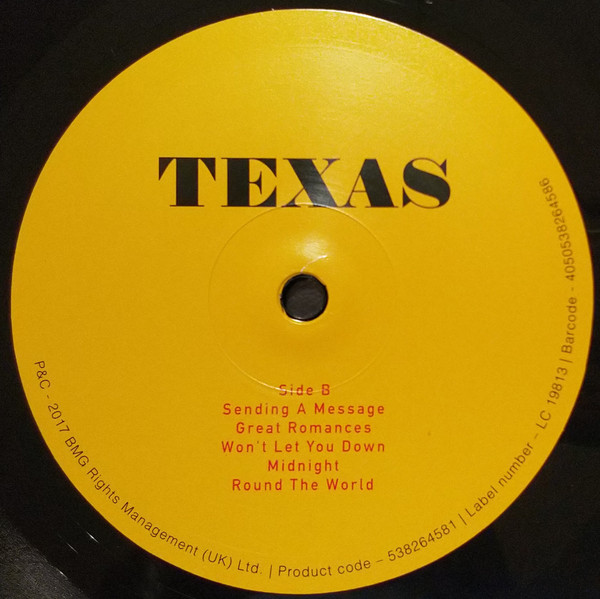 TEXAS
Side B
Sending A Message
Great Romances
Won't Let You Down
Midnight
Round The World
P&C - 2017 BMG Rights Management (UK) Ltd. | Product code – 538264581 | Label number – LC 19813 | Barcode - 4050538264586